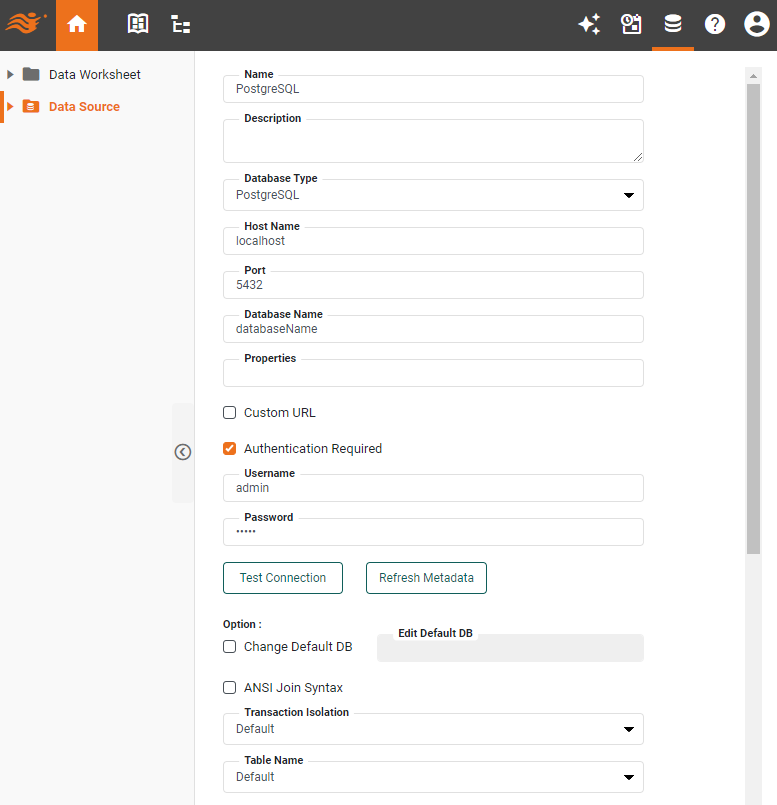 Data Worksheet
Data Source
Name
PostgreSQL
Description
Database Type
PostgreSQL
Host Name
localhost
Port
5432
Database Name
databaseName
Properties
Custom URL
Authentication Required
Username
admin
Password
•••••
Test Connection
Refresh Metadata
Option :
Change Default DB
Edit Default DB
ANSI Join Syntax
Transaction Isolation
Default
Table Name
Default